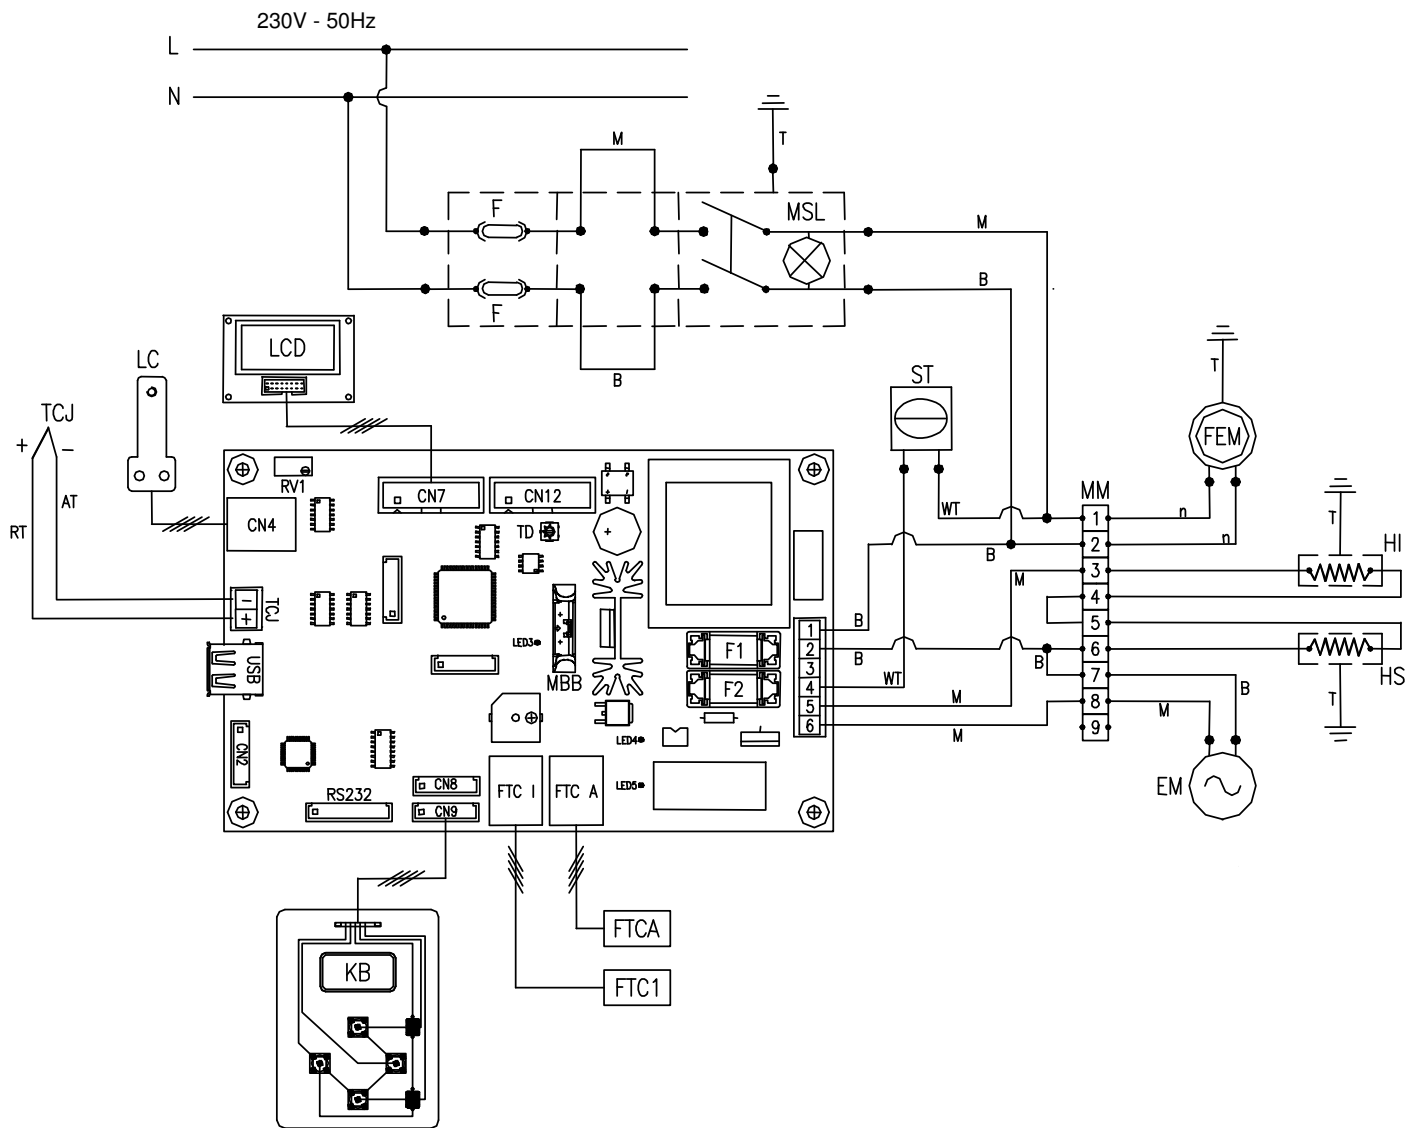 230V - 50Hz
L
N
M
T
F
MSL
M
B
F
B
LCD
LC
TCJ
+ −
RT
AT
ST
T
FEM
WT
MM
n
n
B
M
T
HI
HS
T
RV1
CN7
CN12
CN4
TD
+
TCJ
− +
USB
LED3
MBB
F1
F2
1
2
3
4
5
6
B
B
WT
M
M
B
1
2
3
4
5
6
7
8
9
B
M
EM
CN2
LED4
LED5
RS232
CN8
CN9
FTC I
FTC A
FTCA
FTC1
KB